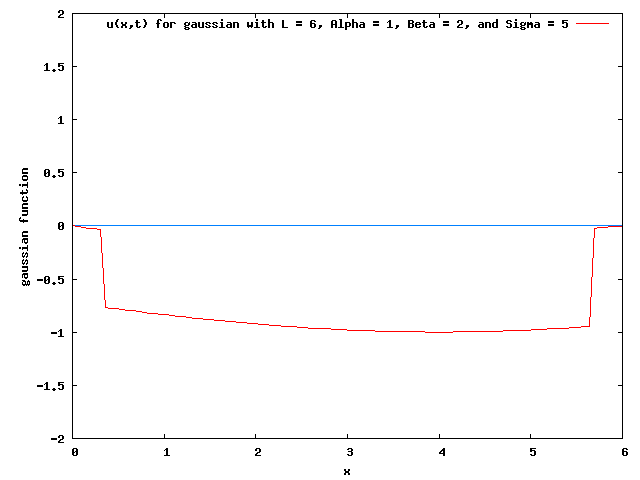 u(x,t) for gaussian with L = 6, Alpha = 1, Beta = 2, and Sigma = 5
2
1.5
1
0.5
0
-0.5
-1
-1.5
-2
gaussian function
0 1 2 3 4 5 6
x